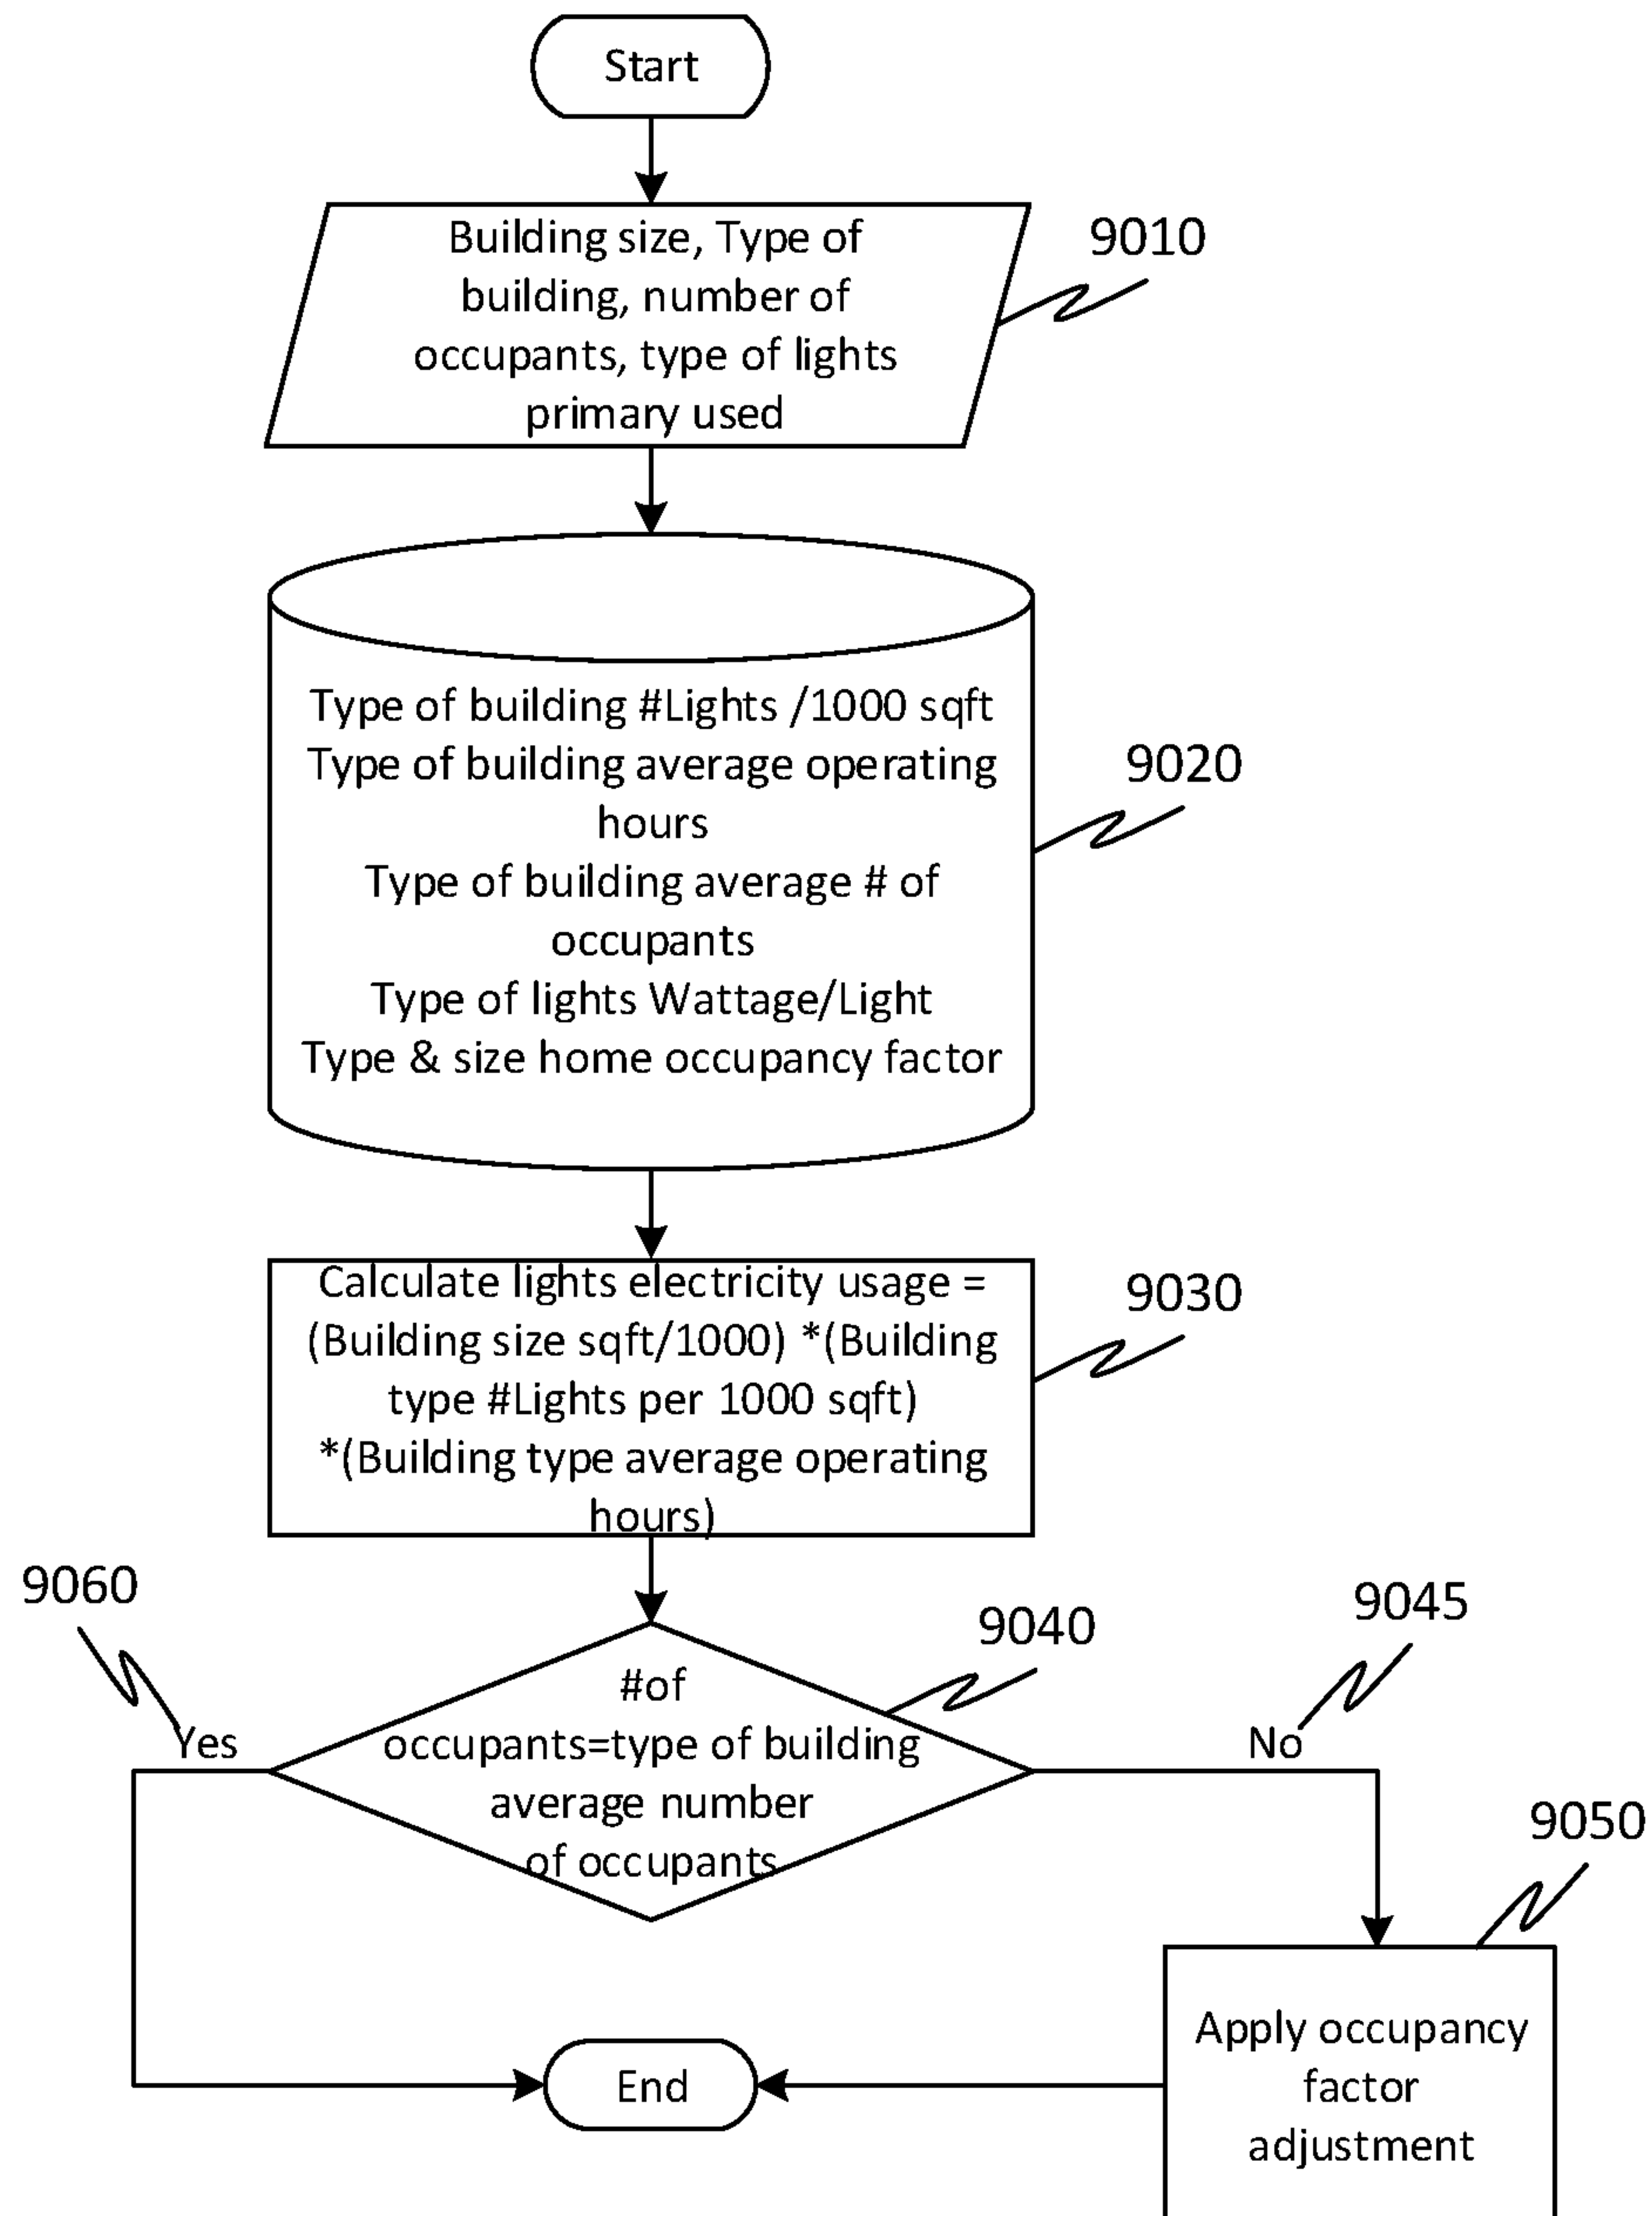 Start
Building size, Type of
building, number of
occupants, type of lights
primary used
9010
Type of building #Lights /1000 sqft
Type of building average operating
hours
Type of building average # of
occupants
Type of lights Wattage/Light
Type & size home occupancy factor
9020
Calculate lights electricity usage =
(Building size sqft/1000) *(Building
type #Lights per 1000 sqft)
*(Building type average operating
hours)
9030
9060
9040
9045
#of
occupants=type of building
average number
of occupants
Yes
No
9050
Apply occupancy
factor
adjustment
End